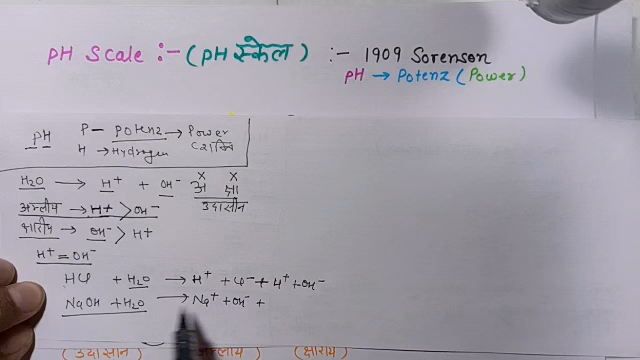 pH Scale :- (pH स्केल) :- 1909 Sorenson
pH → Potenz (Power)
pH P - POTENZ → Power
H → Hydrogen (शक्ति)
H₂O → H⁺ + OH⁻ अ x क्षा x
उदासीन
अम्लीय → H⁺ > OH⁻
क्षारीय → OH⁻ > H⁺
H⁺ = OH⁻
HCl + H₂O → H⁺ + Cl⁻ + H⁺ + OH⁻
NaOH + H₂O → Na⁺ + OH⁻ +
(उदासीन) (क्षारीय)